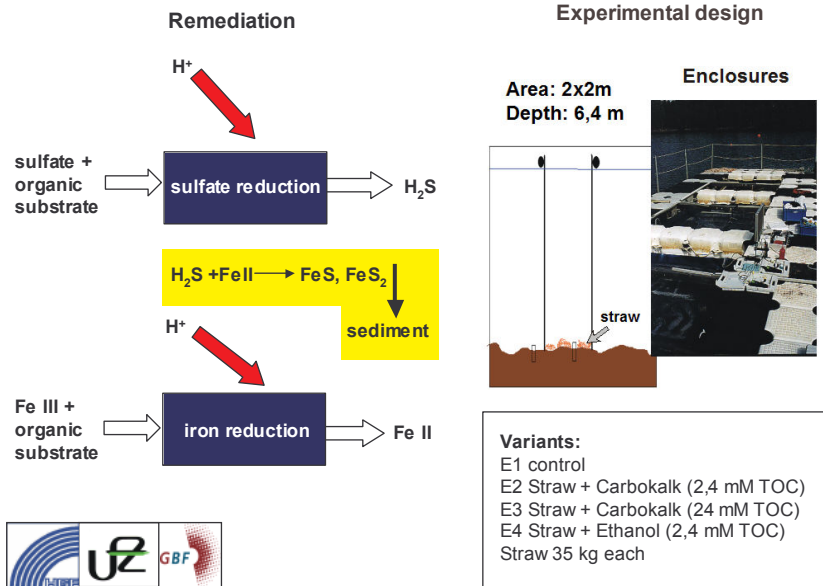 Remediation
H⁺
sulfate +
organic
substrate
sulfate reduction
H₂S
H₂S +FeII → FeS, FeS₂
sediment
H⁺
Fe III +
organic
substrate
iron reduction
Fe II
Experimental design
Area: 2x2m
Depth: 6,4 m
Enclosures
straw
Variants:
E1 control
E2 Straw + Carbokalk (2,4 mM TOC)
E3 Straw + Carbokalk (24 mM TOC)
E4 Straw + Ethanol (2,4 mM TOC)
Straw 35 kg each
UFZ
GBF